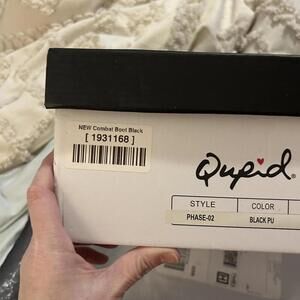 NEW Combat Boot Black
[ 1931168 ]
Qupid®
STYLE COLOR
PHASE-02 BLACK PU